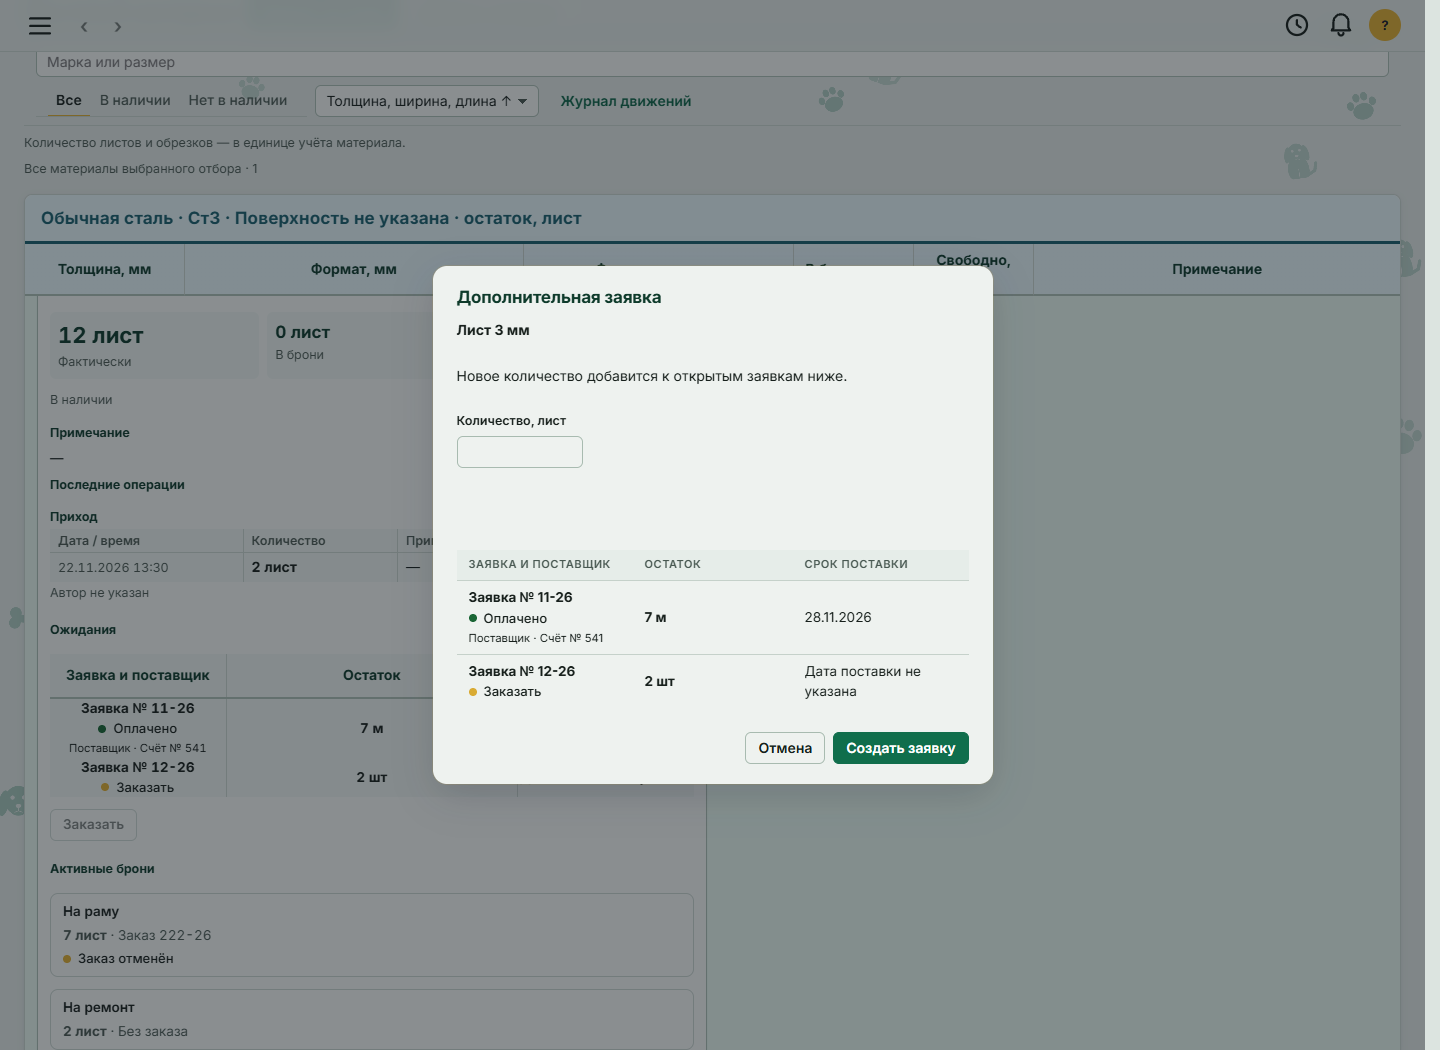 ?
Марка или размер
Все В наличии Нет в наличии Толщина, ширина, длина ↑ Журнал движений
Количество листов и обрезков — в единице учёта материала.
Все материалы выбранного отбора · 1
Обычная сталь · Ст3 · Поверхность не указана · остаток, лист
Толщина, мм Формат, мм Свободно, Примечание
12 лист
Фактически
0 лист
В брони
В наличии
Примечание
—
Последние операции
Приход
Дата / время Количество
22.11.2026 13:30 2 лист —
Автор не указан
Ожидания
Заявка и поставщик Остаток
Заявка № 11-26
Оплачено
Поставщик · Счёт № 541
7 м
Заявка № 12-26
Заказать
2 шт
Заказать
Активные брони
На раму
7 лист · Заказ 222-26
Заказ отменён
На ремонт
2 лист · Без заказа
Дополнительная заявка
Лист 3 мм
Новое количество добавится к открытым заявкам ниже.
Количество, лист
ЗАЯВКА И ПОСТАВЩИК ОСТАТОК СРОК ПОСТАВКИ
Заявка № 11-26
Оплачено
Поставщик · Счёт № 541
7 м
28.11.2026
Заявка № 12-26
Заказать
2 шт
Дата поставки не
указана
Отмена Создать заявку